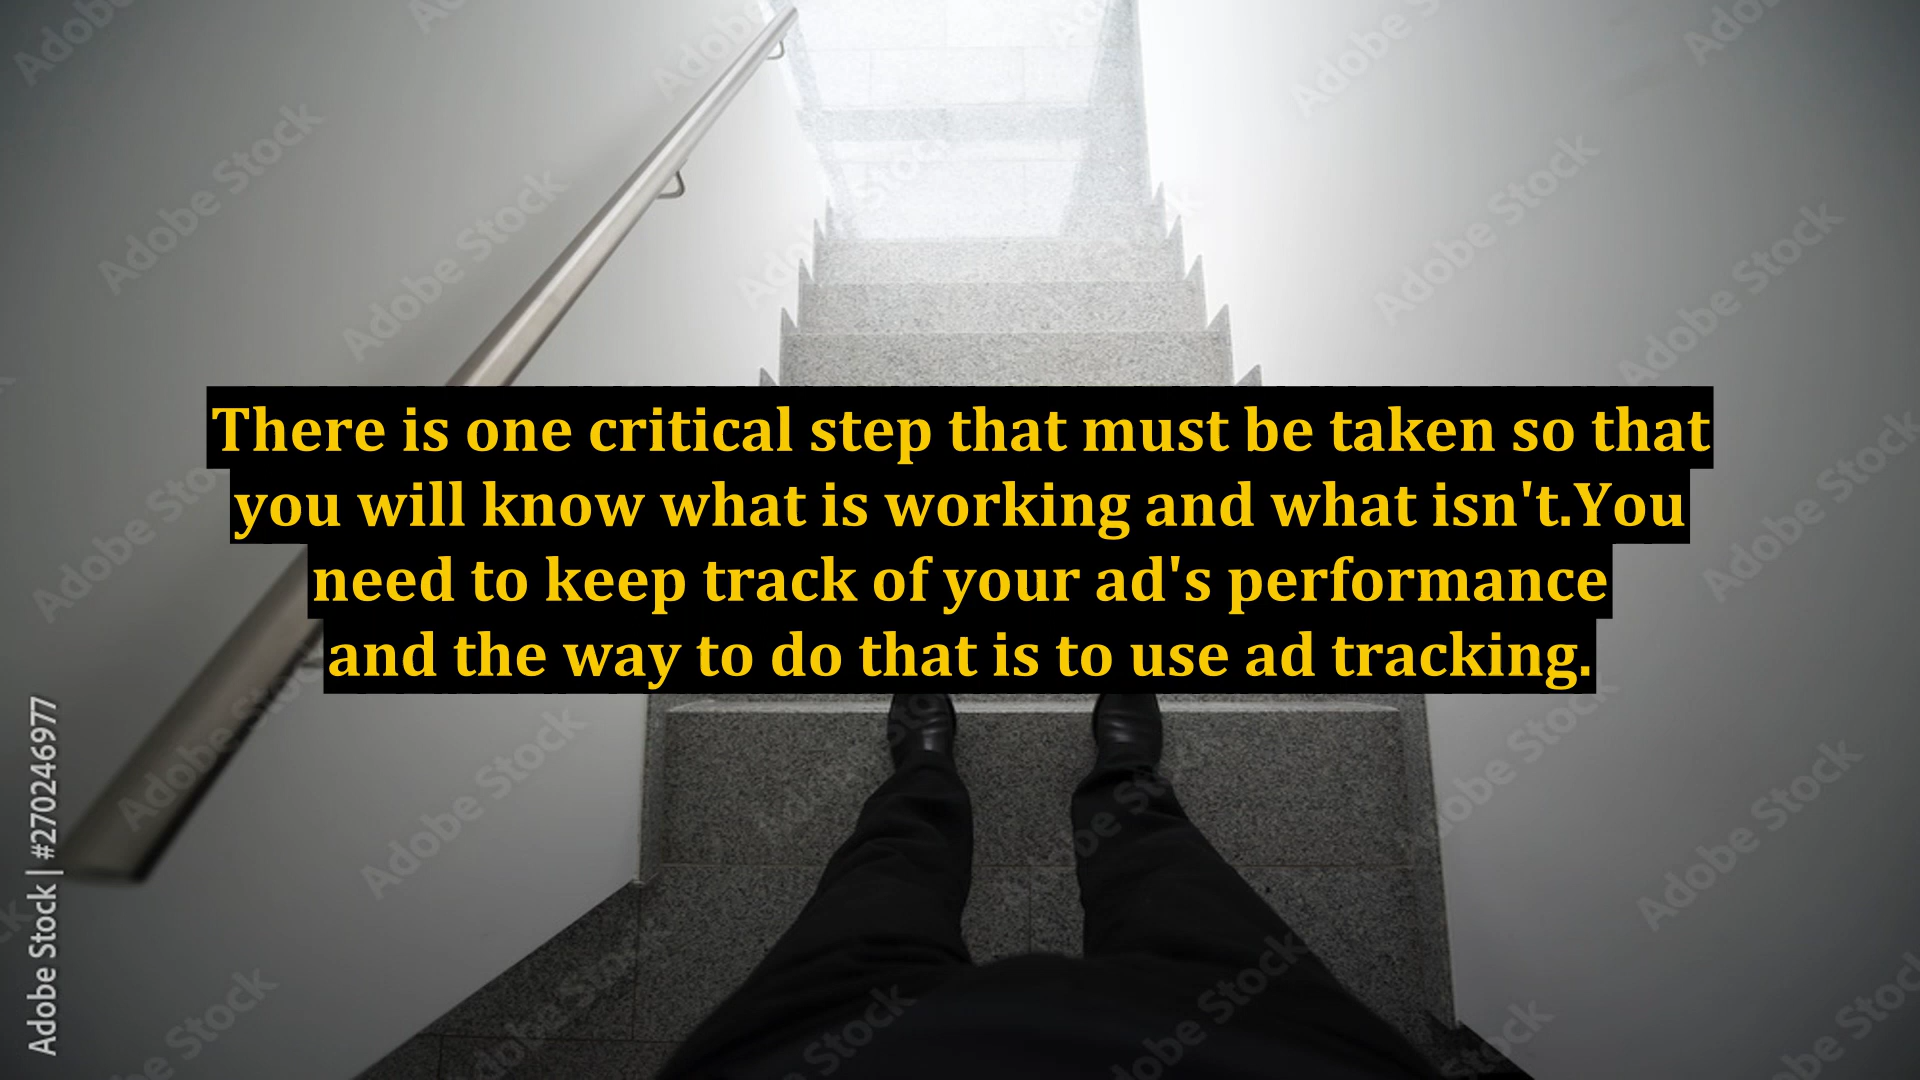 There is one critical step that must be taken so that
you will know what is working and what isn't.You
need to keep track of your ad's performance
and the way to do that is to use ad tracking.
Adobe Stock | #270246977
Adobe Stock